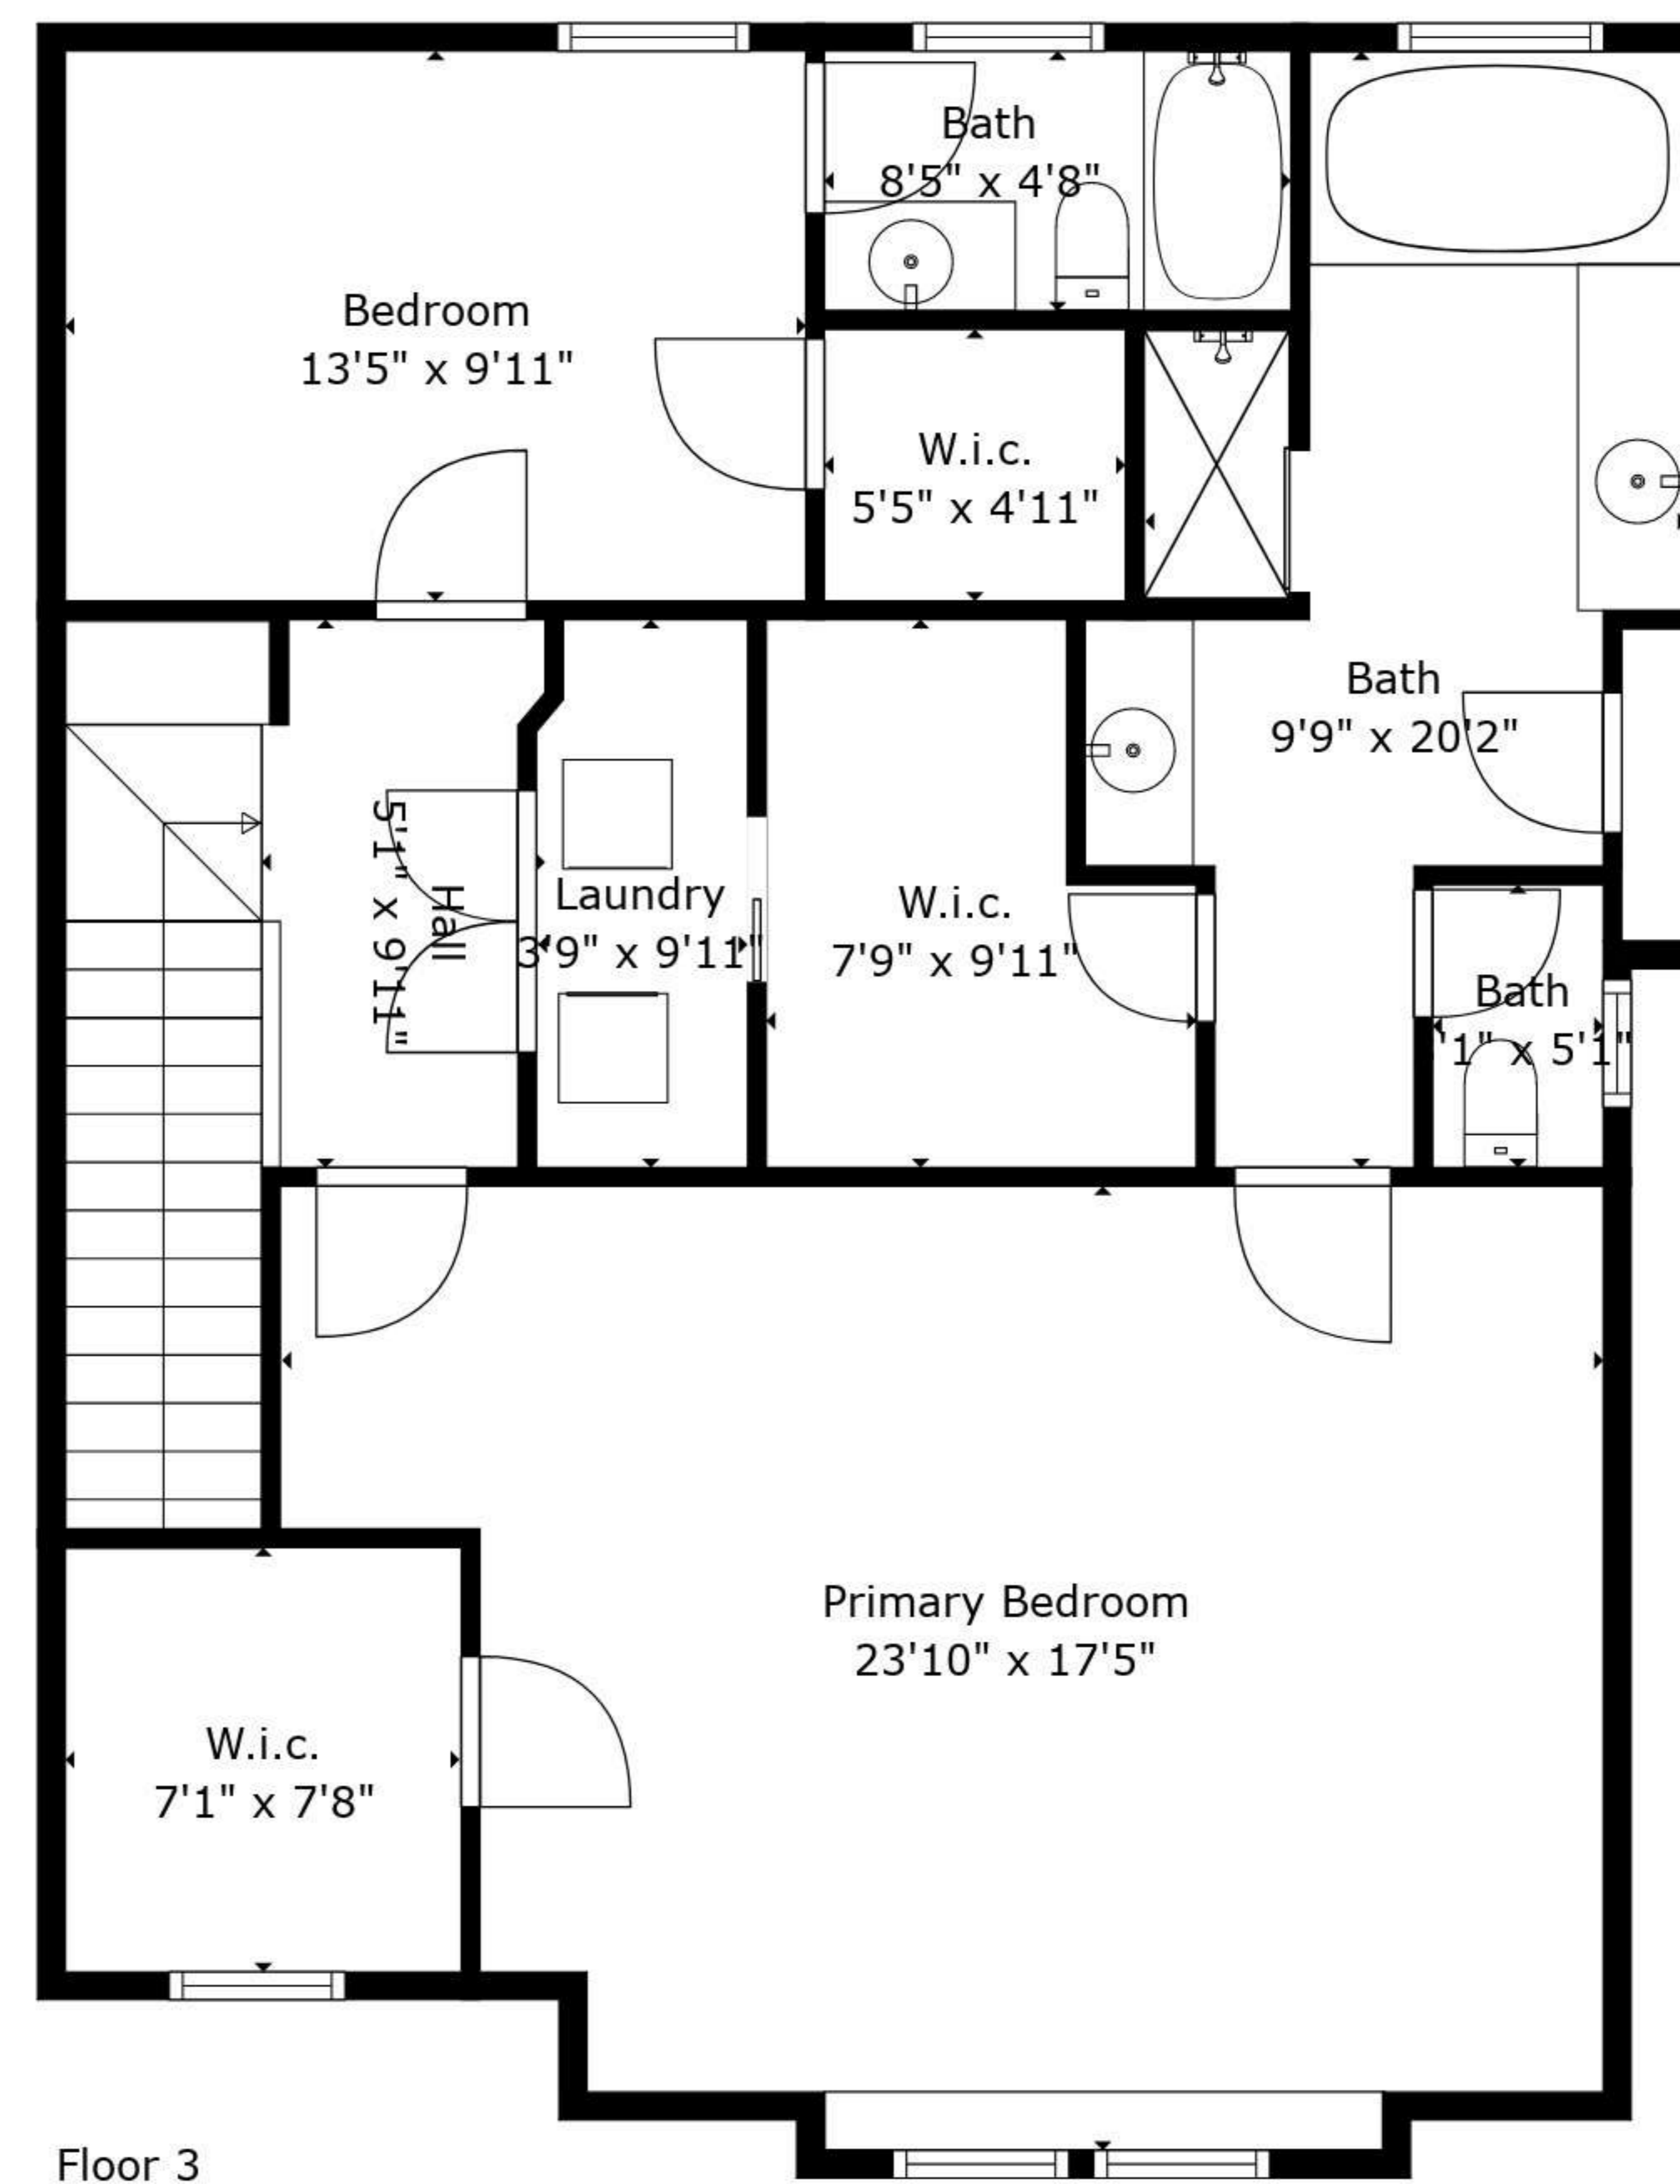 Bath
8'5" x 4'8"
Bedroom
13'5" x 9'11"
W.i.c.
5'5" x 4'11"
Bath
9'9" x 20'2"
Hall
5'1" x 9'11"
Laundry
3'9" x 9'11"
W.i.c.
7'9" x 9'11"
Bath
'1" x 5'1"
Primary Bedroom
23'10" x 17'5"
W.i.c.
7'1" x 7'8"
Floor 3